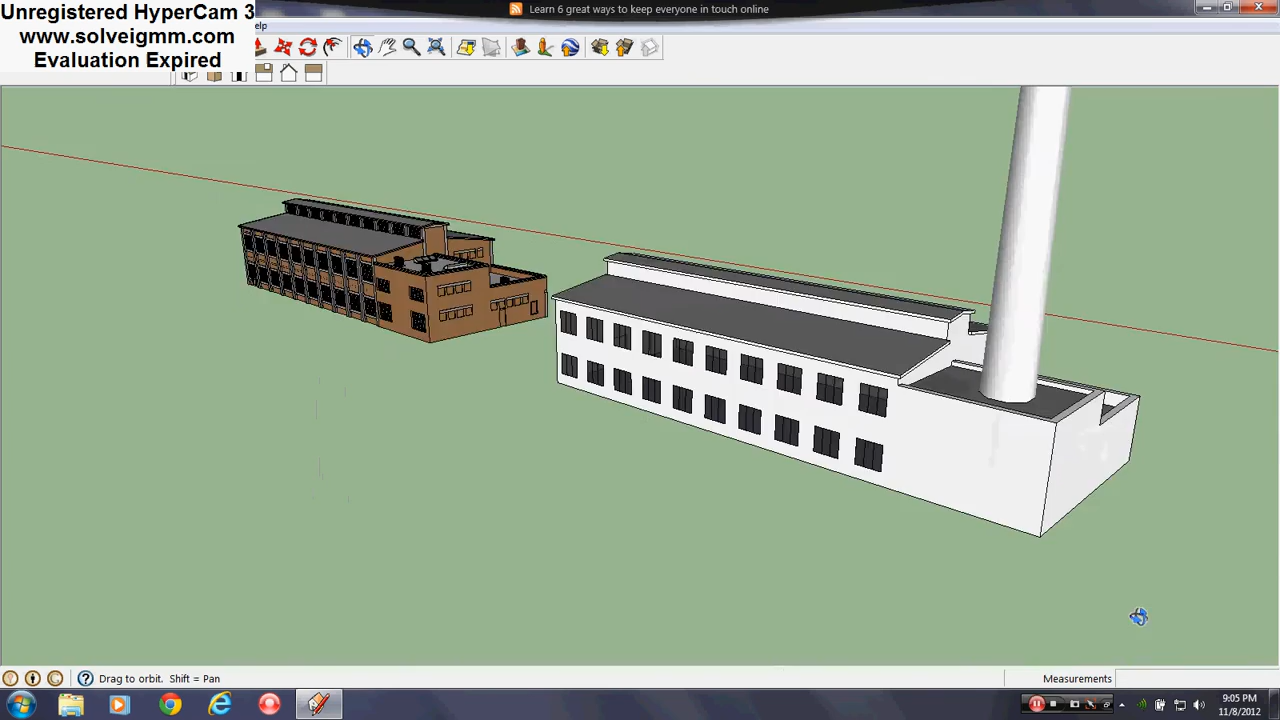 Unregistered HyperCam 3
www.solveigmm.com
Evaluation Expired
Learn 6 great ways to keep everyone in touch online
elp
Drag to orbit. Shift = Pan
Measurements
9:05 PM
11/8/2012